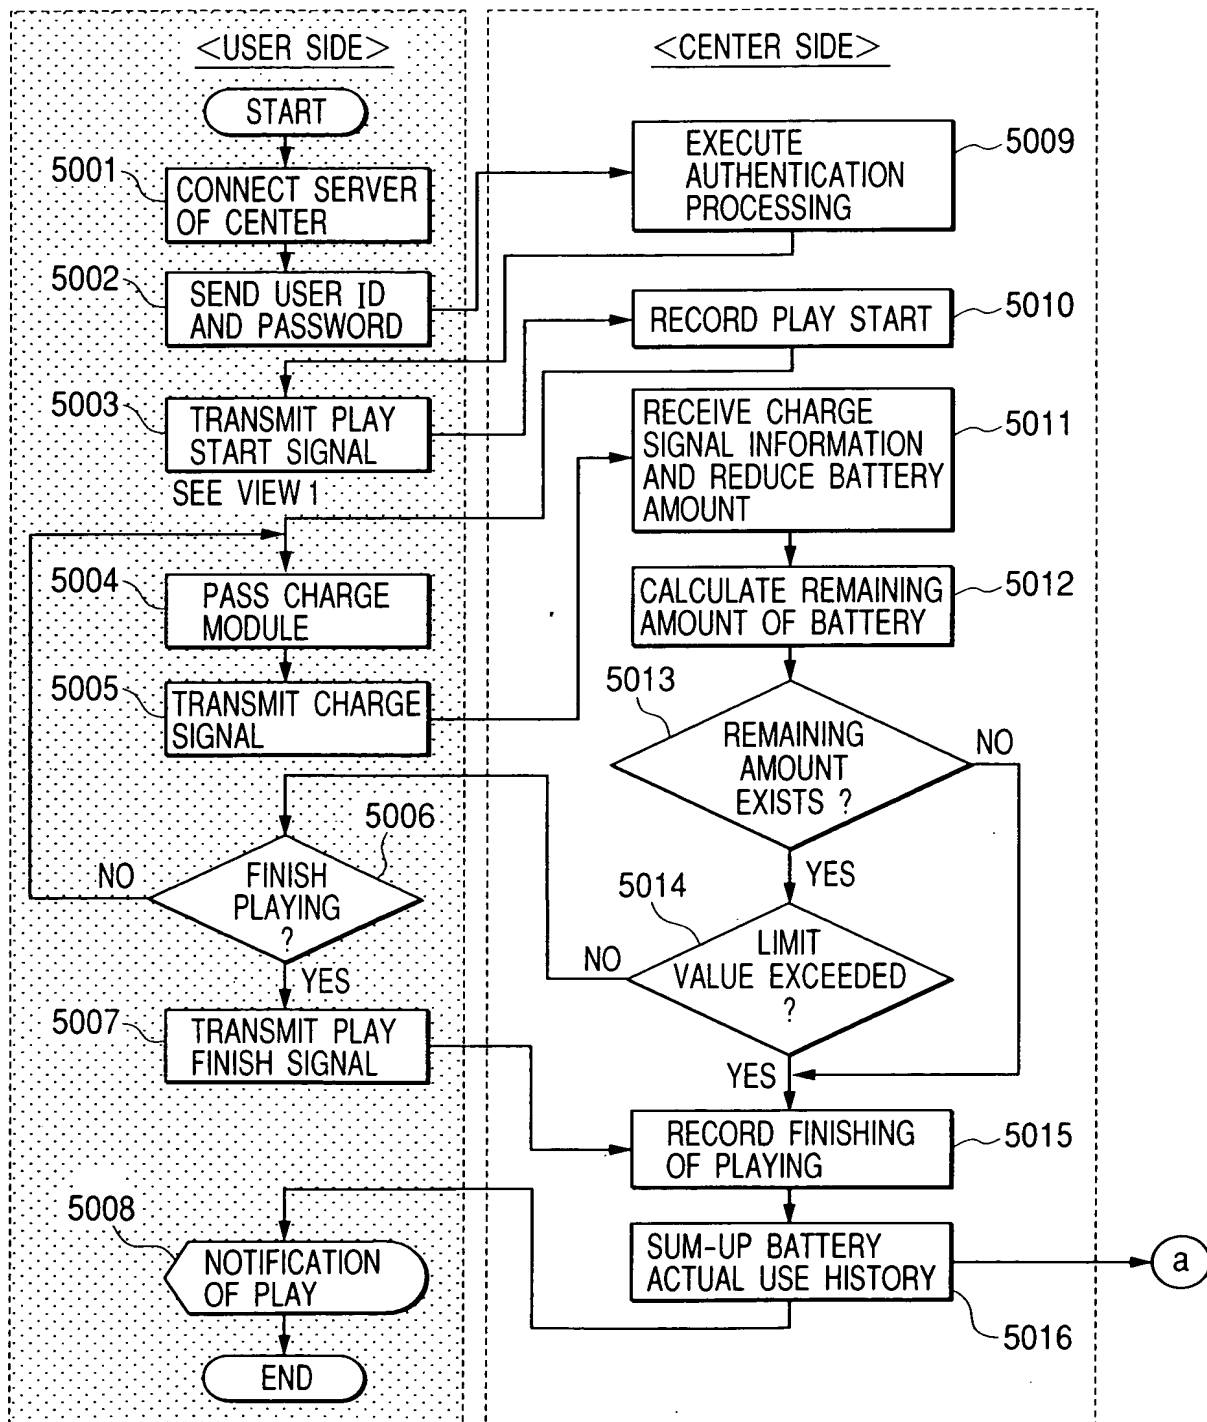 <USER SIDE>
START
5001
CONNECT SERVER
OF CENTER
5002
SEND USER ID
AND PASSWORD
5003
TRANSMIT PLAY
START SIGNAL
SEE VIEW 1
5004
PASS CHARGE
MODULE
5005
TRANSMIT CHARGE
SIGNAL
5006
FINISH
PLAYING
?
NO
YES
5007
TRANSMIT PLAY
FINISH SIGNAL
5008
NOTIFICATION
OF PLAY
END
<CENTER SIDE>
EXECUTE
AUTHENTICATION
PROCESSING
5009
RECORD PLAY START
5010
RECEIVE CHARGE
SIGNAL INFORMATION
AND REDUCE BATTERY
AMOUNT
5011
CALCULATE REMAINING
AMOUNT OF BATTERY
5012
5013
REMAINING
AMOUNT
EXISTS ?
NO
YES
5014
LIMIT
VALUE EXCEEDED
?
NO
YES
RECORD FINISHING
OF PLAYING
5015
SUM-UP BATTERY
ACTUAL USE HISTORY
5016
a